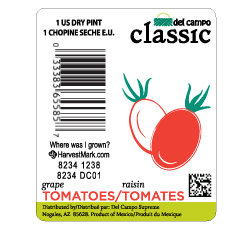 1 US DRY PINT
1 CHOPINE SECHE E.U.
del campo
classic
0 33383 65585 7
Where was I grown?
HarvestMark.com
8234 1238
8234 DC01
grape raisin
TOMATOES/TOMATES
Distributed by/Distribué par: Del Campo Supreme
Nogales, AZ 85628. Product of Mexico/Produit du Mexique